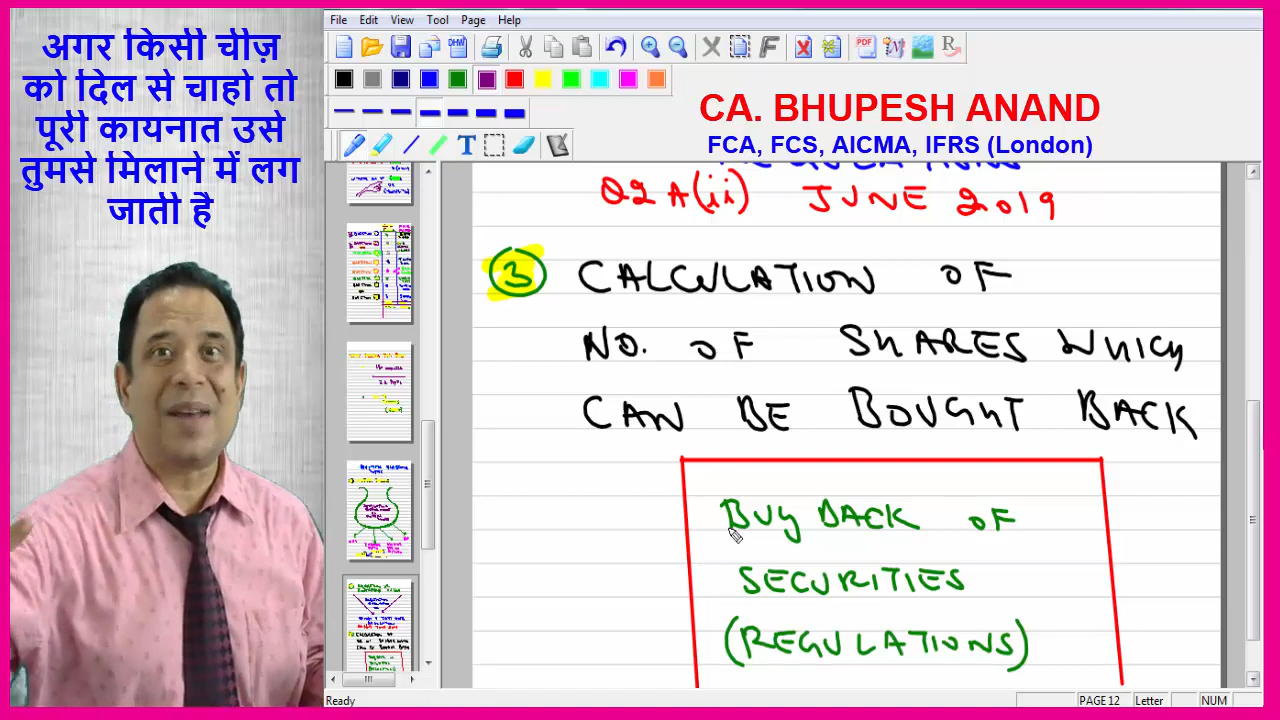 अगर किसी चीज़
को दिल से चाहो तो
पूरी कायनात उसे
तुमसे मिलाने में लग
जाती है
File Edit View Tool Page Help
CA. BHUPESH ANAND
FCA, FCS, AICMA, IFRS (London)
Q2 A(ii) JUNE 2019
3 CALCULATION OF
NO. OF SHARES WHICH
CAN BE BOUGHT BACK
BUY BACK OF
SECURITIES
(REGULATIONS)
Ready PAGE 12 Letter NUM